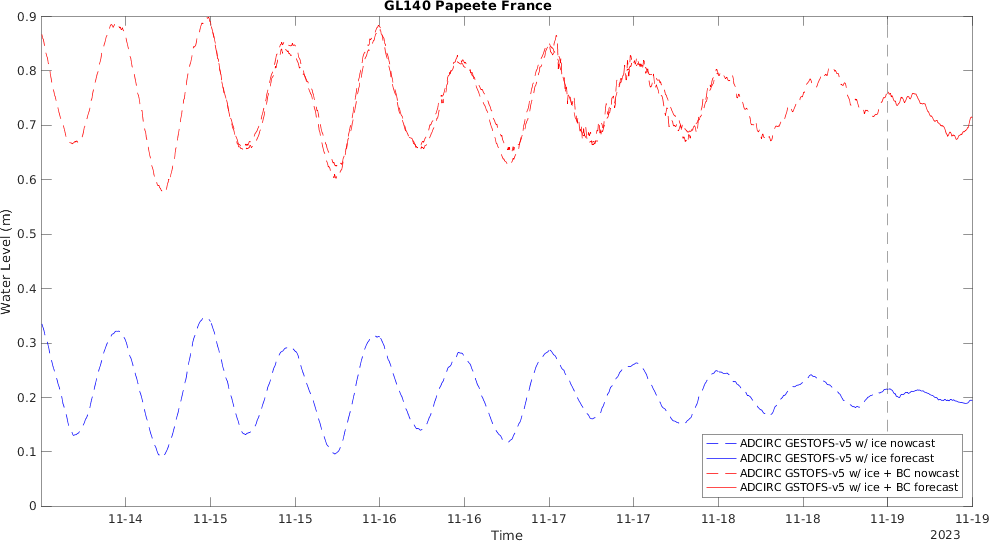 GL140 Papeete France
0.9
0.8
0.7
0.6
0.5
0.4
0.3
0.2
0.1
0
Water Level (m)
ADCIRC GESTOFS-v5 w/ ice nowcast
ADCIRC GESTOFS-v5 w/ ice forecast
ADCIRC GSTOFS-v5 w/ ice + BC nowcast
ADCIRC GSTOFS-v5 w/ ice + BC forecast
11-14 11-15 11-15 11-16 11-16 11-17 11-17 11-18 11-18 11-19 11-19
Time
2023